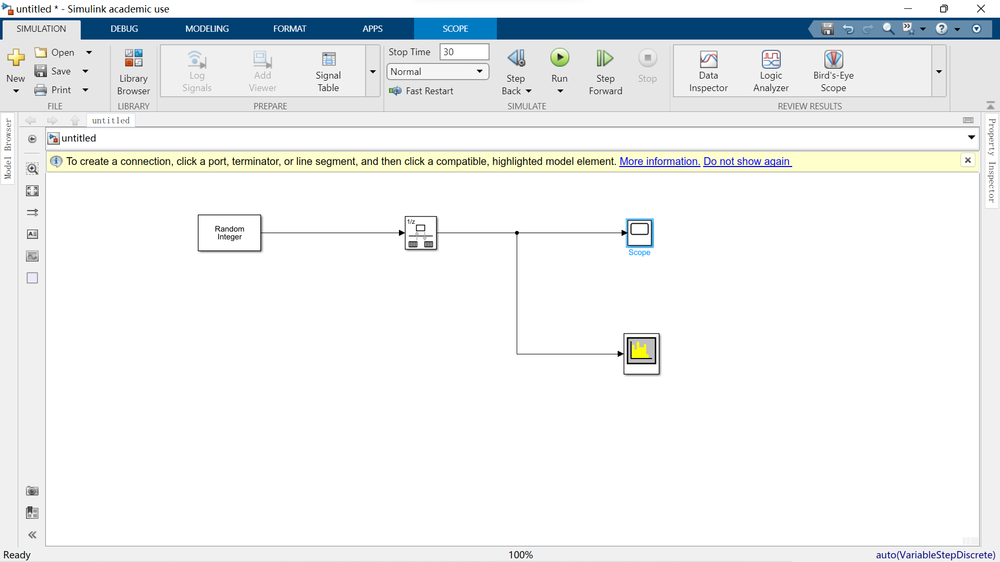 untitled * - Simulink academic use
SIMULATION
DEBUG
MODELING
FORMAT
APPS
SCOPE
New
Open
Save
Print
FILE
Library
Browser
LIBRARY
Log
Signals
Add
Viewer
Signal
Table
PREPARE
Stop Time 30
Normal
Fast Restart
Step
Back
Run
Step
Forward
Stop
SIMULATE
Data
Inspector
Logic
Analyzer
Bird's-Eye
Scope
REVIEW RESULTS
Model Browser
untitled
untitled
Property Inspector
To create a connection, click a port, terminator, or line segment, and then click a compatible, highlighted model element. More information. Do not show again
Random
Integer
1/z
Scope
Ready
100%
auto(VariableStepDiscrete)